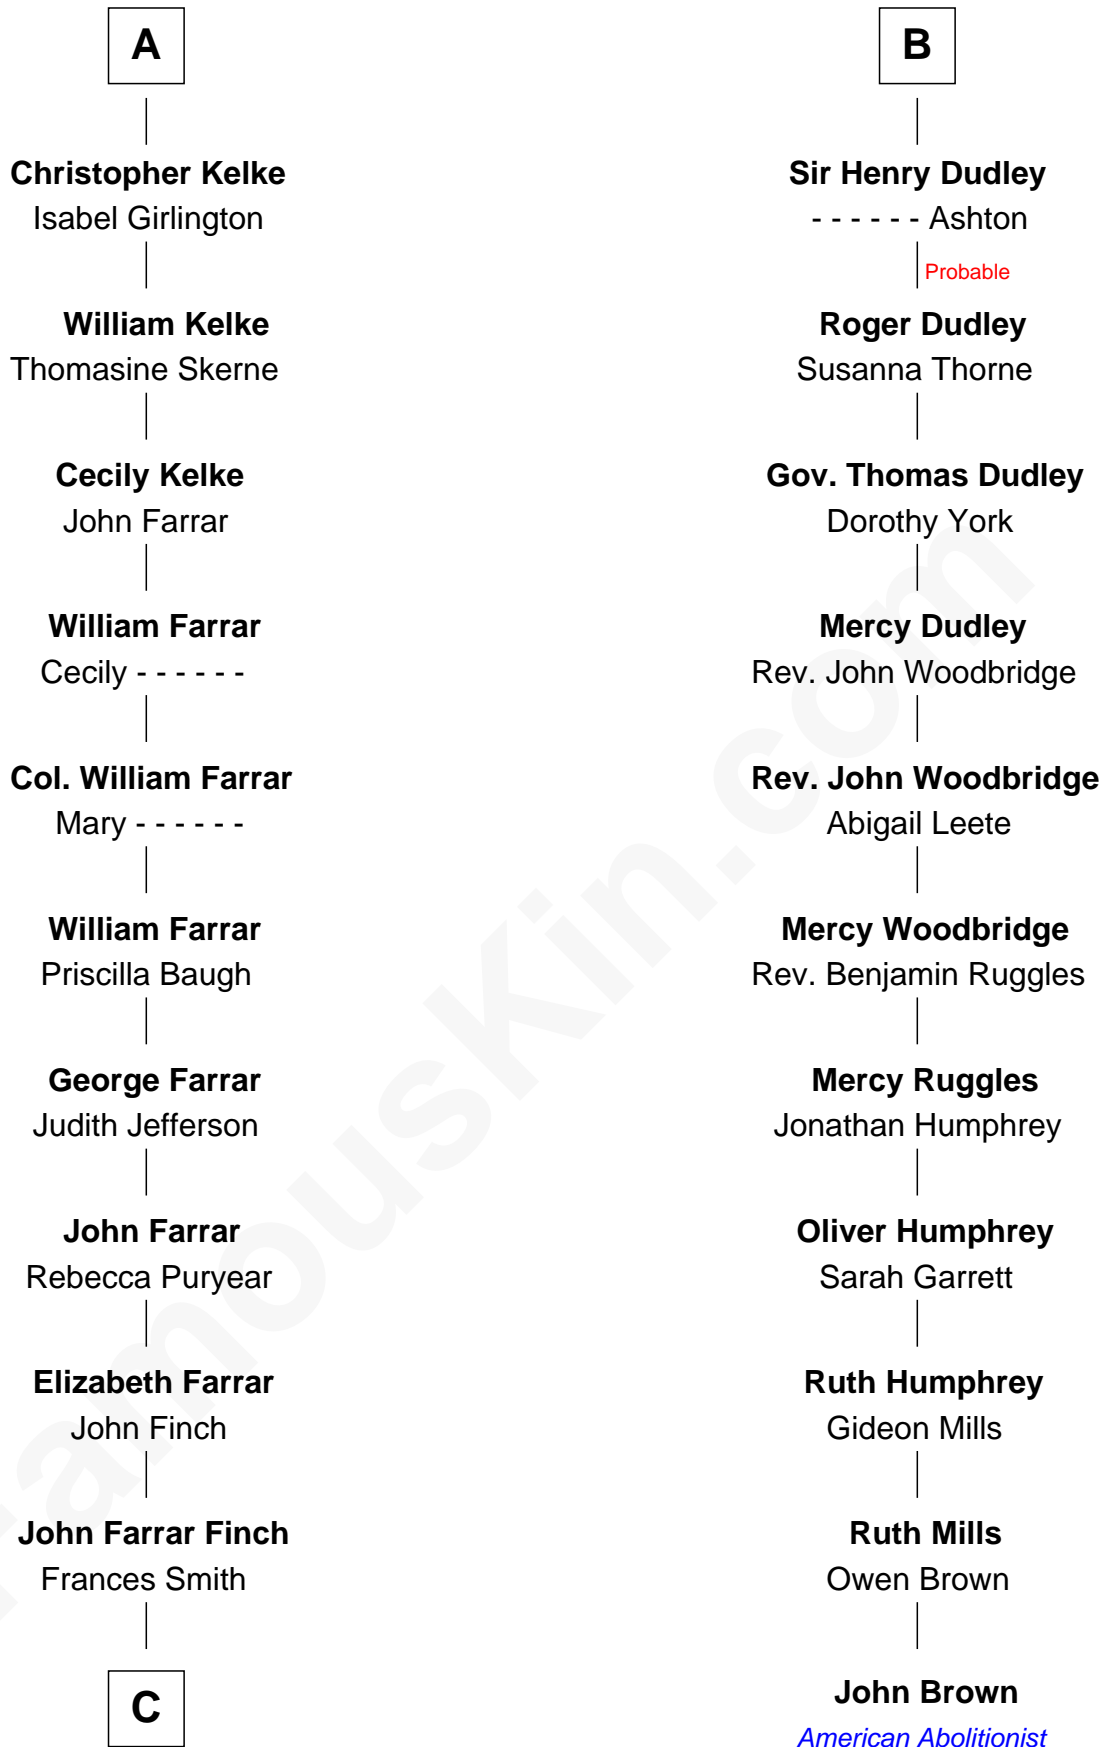 A
Christopher Kelke
Isabel Girlington
William Kelke
Thomasine Skerne
Cecily Kelke
John Farrar
William Farrar
Cecily - - - - - -
Col. William Farrar
Mary - - - - - -
William Farrar
Priscilla Baugh
George Farrar
Judith Jefferson
John Farrar
Rebecca Puryear
Elizabeth Farrar
John Finch
John Farrar Finch
Frances Smith
C
B
Sir Henry Dudley
- - - - - - Ashton
Probable
Roger Dudley
Susanna Thorne
Gov. Thomas Dudley
Dorothy York
Mercy Dudley
Rev. John Woodbridge
Rev. John Woodbridge
Abigail Leete
Mercy Woodbridge
Rev. Benjamin Ruggles
Mercy Ruggles
Jonathan Humphrey
Oliver Humphrey
Sarah Garrett
Ruth Humphrey
Gideon Mills
Ruth Mills
Owen Brown
John Brown
American Abolitionist
FamousKin.com